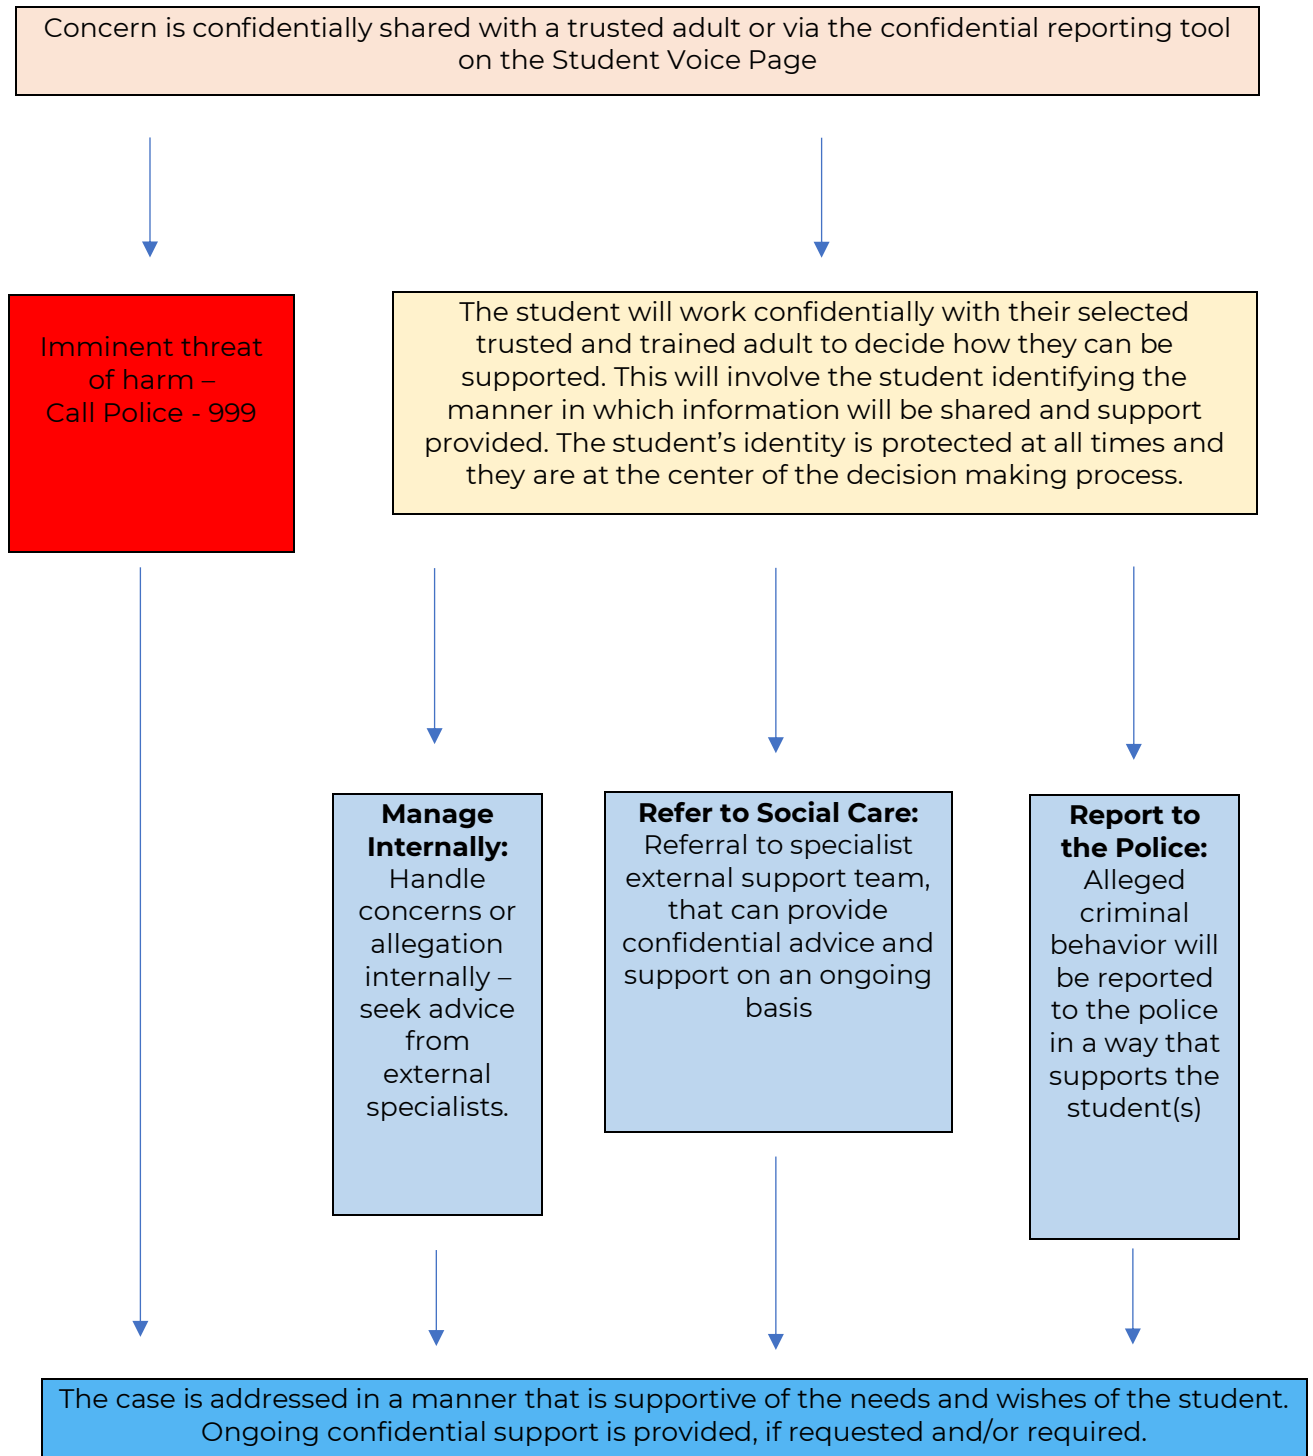 Concern is confidentially shared with a trusted adult or via the confidential reporting tool
on the Student Voice Page
Imminent threat
of harm –
Call Police - 999
The student will work confidentially with their selected
trusted and trained adult to decide how they can be
supported. This will involve the student identifying the
manner in which information will be shared and support
provided. The student’s identity is protected at all times and
they are at the center of the decision making process.
Manage
Internally:
Handle
concerns or
allegation
internally –
seek advice
from
external
specialists.
Refer to Social Care:
Referral to specialist
external support team,
that can provide
confidential advice and
support on an ongoing
basis
Report to
the Police:
Alleged
criminal
behavior will
be reported
to the police
in a way that
supports the
student(s)
The case is addressed in a manner that is supportive of the needs and wishes of the student.
Ongoing confidential support is provided, if requested and/or required.